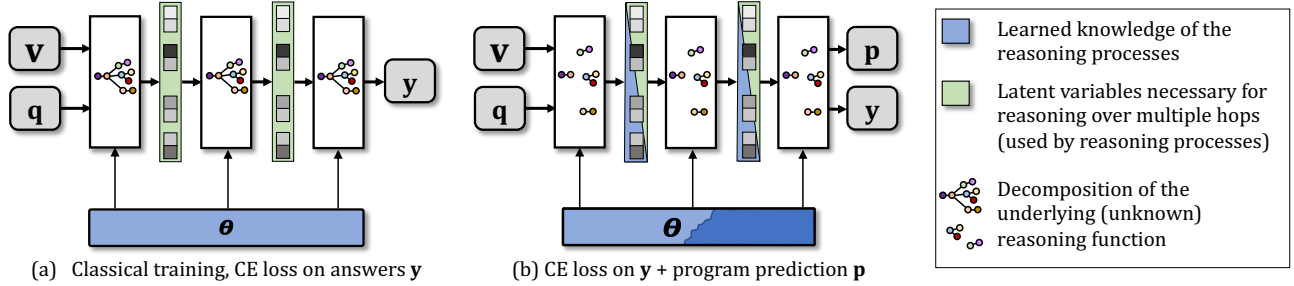 V
q
y
θ
(a) Classical training, CE loss on answers y
V
q
p
y
θ
(b) CE loss on y + program prediction p
Learned knowledge of the
reasoning processes
Latent variables necessary for
reasoning over multiple hops
(used by reasoning processes)
Decomposition of the
underlying (unknown)
reasoning function